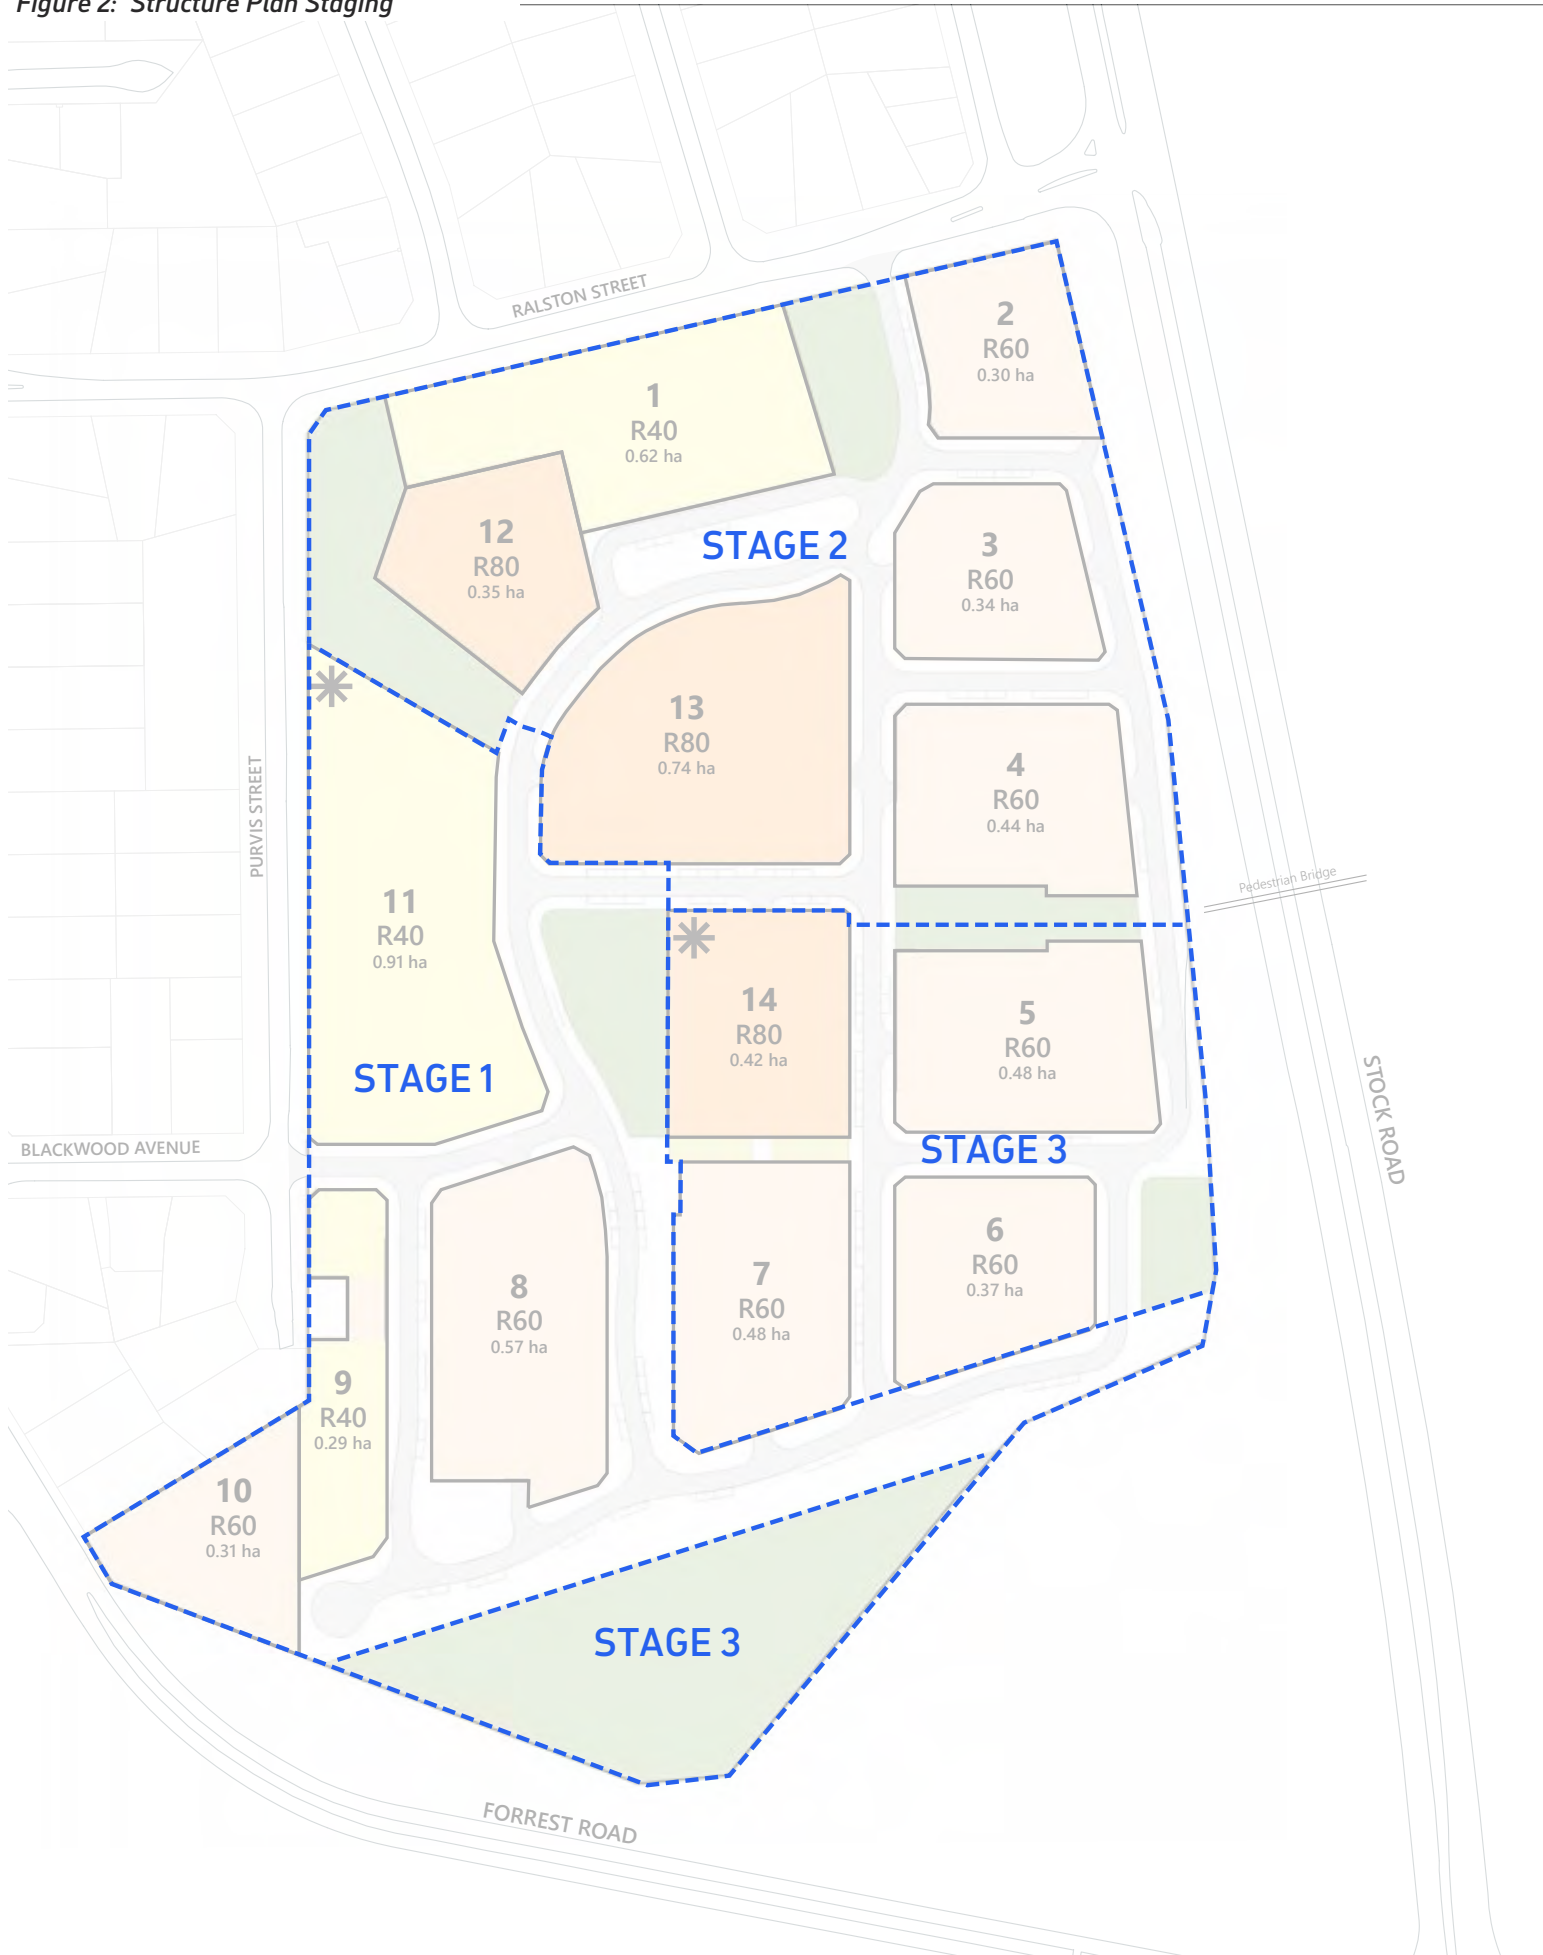 Figure 2: Structure Plan Staging
RALSTON STREET
2
R60
0.30 ha
1
R40
0.62 ha
12
R80
0.35 ha
STAGE 2
3
R60
0.34 ha
13
R80
0.74 ha
4
R60
0.44 ha
PURVIS STREET
Pedestrian Bridge
11
R40
0.91 ha
14
R80
0.42 ha
5
R60
0.48 ha
STAGE 1
STOCK ROAD
BLACKWOOD AVENUE
STAGE 3
8
R60
0.57 ha
7
R60
0.48 ha
6
R60
0.37 ha
9
R40
0.29 ha
10
R60
0.31 ha
STAGE 3
FORREST ROAD